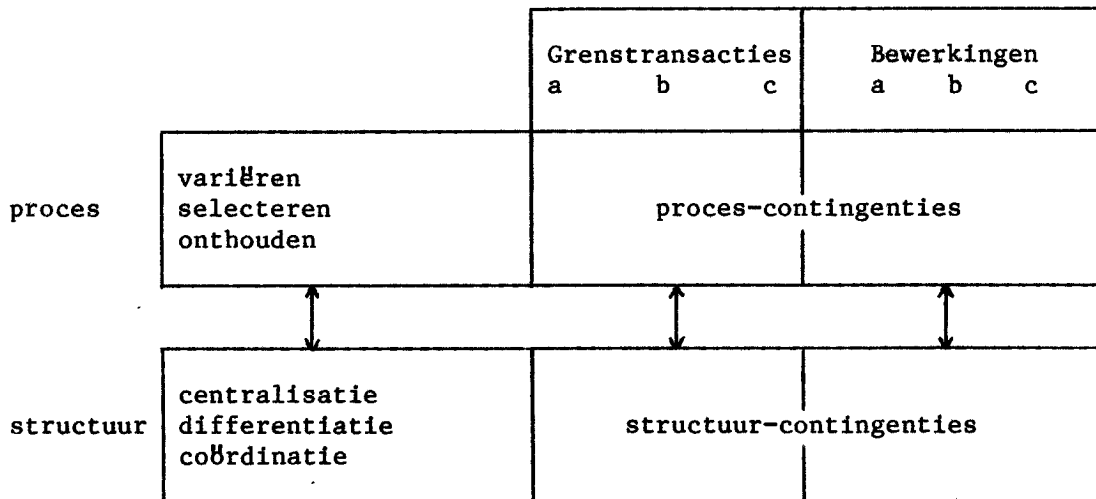 Grenstransacties Bewerkingen
a b c a b c
variëren
proces selecteren proces-contingenties
onthouden
centralisatie
structuur differentiatie structuur-contingenties
coördinatie